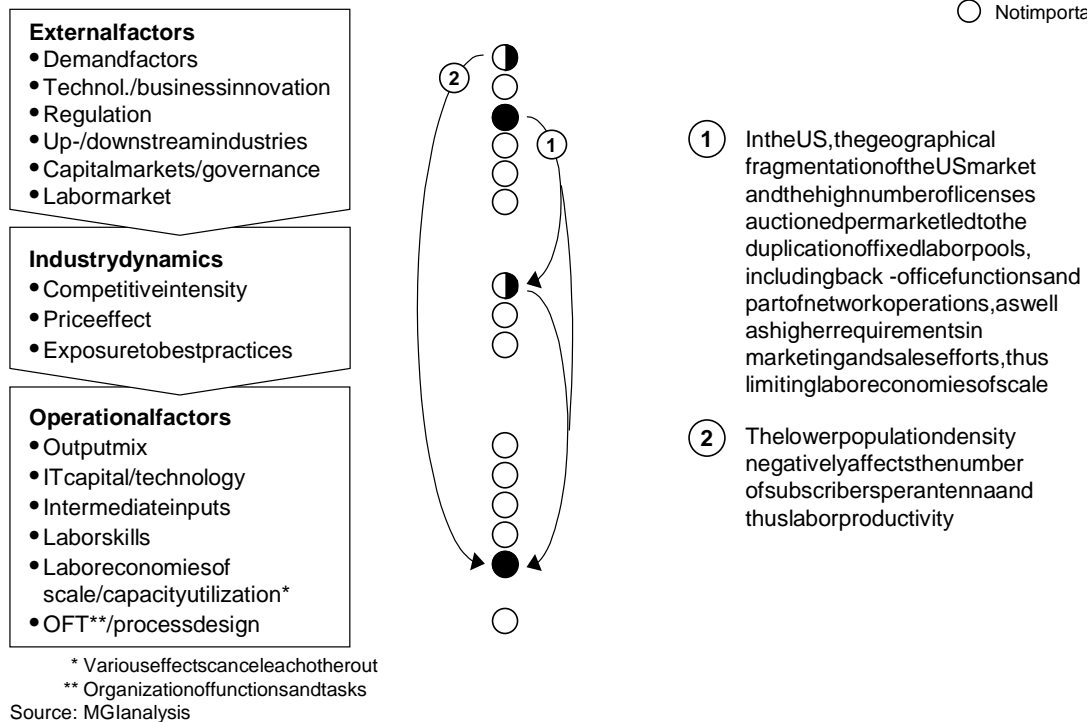 Notimporta
Externalfactors
• Demandfactors
• Technol./businessinnovation
• Regulation
• Up-/downstreamindustries
• Capitalmarkets/governance
• Labormarket
Industrydynamics
• Competitiveintensity
• Priceeffect
• Exposuretobestpractices
Operationalfactors
• Outputmix
• ITcapital/technology
• Intermediateinputs
• Laborskills
• Laboreconomiesof
scale/capacityutilization*
• OFT**/processdesign
2
1
1
IntheUS,thegeographical
fragmentationoftheUSmarket
andthehighnumberoflicenses
auctionedpermarketledtothe
duplicationoffixedlaborpools,
includingback -officefunctionsand
partofnetworkoperations,aswell
ashigherrequirementsin
marketingandsalesefforts,thus
limitinglaboreconomiesofscale
2
Thelowerpopulationdensity
negativelyaffectsthenumber
ofsubscribersperantennaand
thuslaborproductivity
* Variouseffectscanceleachotherout
** Organizationoffunctionsandtasks
Source: MGIanalysis